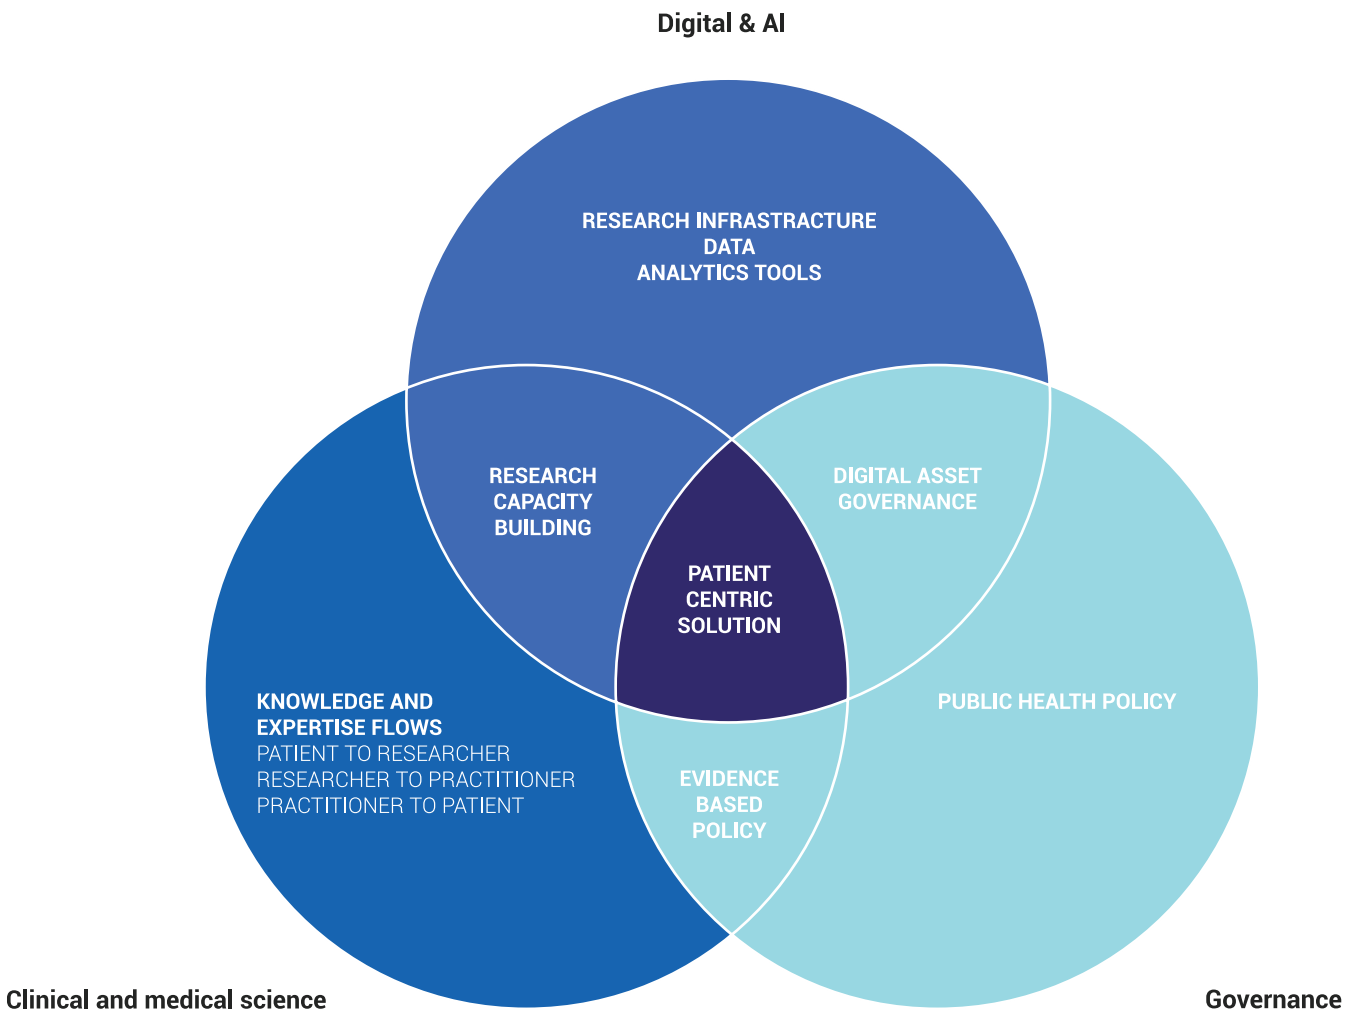 Digital & AI
RESEARCH INFRASTRACTURE
DATA
ANALYTICS TOOLS
RESEARCH
CAPACITY
BUILDING
DIGITAL ASSET
GOVERNANCE
PATIENT
CENTRIC
SOLUTION
KNOWLEDGE AND
EXPERTISE FLOWS
PATIENT TO RESEARCHER
RESEARCHER TO PRACTITIONER
PRACTITIONER TO PATIENT
PUBLIC HEALTH POLICY
EVIDENCE
BASED
POLICY
Clinical and medical science
Governance